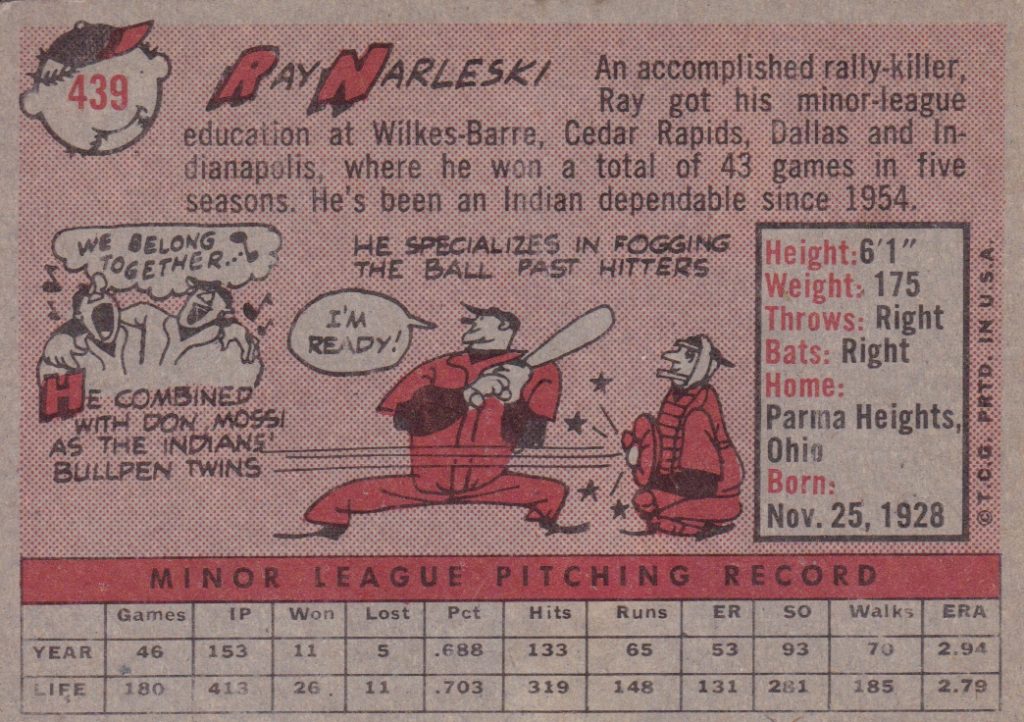 439
RAY NARLESKI
An accomplished rally-killer,
Ray got his minor-league
education at Wilkes-Barre, Cedar Rapids, Dallas and In-
dianapolis, where he won a total of 43 games in five
seasons. He's been an Indian dependable since 1954.
WE BELONG
TOGETHER...
HE COMBINED
WITH DON MOSSI
AS THE INDIANS'
BULLPEN TWINS
HE SPECIALIZES IN FOGGING
THE BALL PAST HITTERS
I'M
READY!
Height: 6'1"
Weight: 175
Throws: Right
Bats: Right
Home:
Parma Heights,
Ohio
Born:
Nov. 25, 1928
© T.C.G. PRTD. IN U.S.A.
MINOR LEAGUE PITCHING RECORD
Games IP Won Lost Pct Hits Runs ER SO Walks ERA
YEAR 46 153 11 5 .688 133 65 53 93 70 2.94
LIFE 180 413 26 11 .703 319 148 131 281 185 2.79